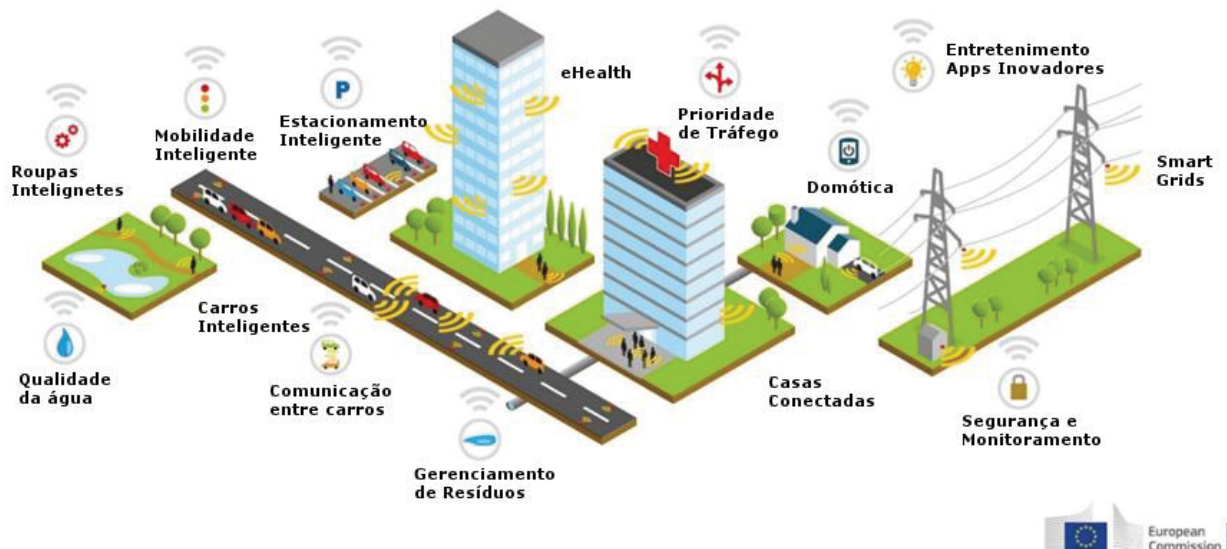 Entretenimento
Apps Inovadores
eHealth
Prioridade
de Tráfego
Estacionamento
Inteligente
P
Mobilidade
Inteligente
Roupas
Intelignetes
Domótica
Smart
Grids
Carros
Inteligentes
Qualidade
da água
Comunicação
entre carros
Casas
Conectadas
Segurança e
Monitoramento
Gerenciamento
de Resíduos
European
Commission